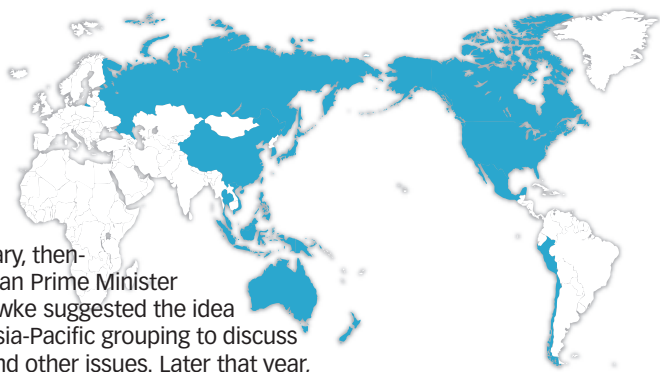 ary, then-
an Prime Minister
wke suggested the idea
sia-Pacific grouping to discuss
nd other issues. Later that year,